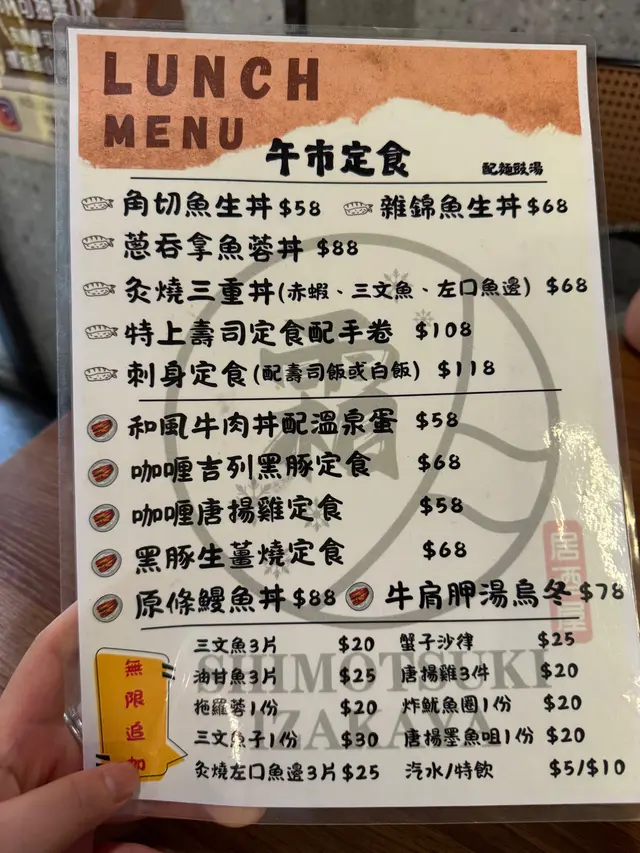 LUNCH
MENU
午市定食 配麵豉湯
角切魚生丼 $58 雜錦魚生丼 $68
蔥吞拿魚蓉丼 $88
炙燒三重丼(赤蝦、三文魚、左口魚邊) $68
特上壽司定食配手卷 $108
刺身定食(配壽司飯或白飯) $118
和風牛肉丼配溫泉蛋 $58
咖喱吉列黑豚定食 $68
咖喱唐揚雞定食 $58
黑豚生薑燒定食 $68
原條鰻魚丼 $88 牛肩胛湯烏冬 $78
無限追加
三文魚3片 $20 蟹子沙律 $25
油甘魚3片 $25 唐揚雞3件 $20
拖羅蓉1份 $20 炸魷魚圈1份 $20
三文魚子1份 $30 唐揚墨魚咀1份 $20
炙燒左口魚邊3片 $25 汽水/特飲 $5/$10
霜
居酒屋
SHIMOTSUKI
IZAKAYA